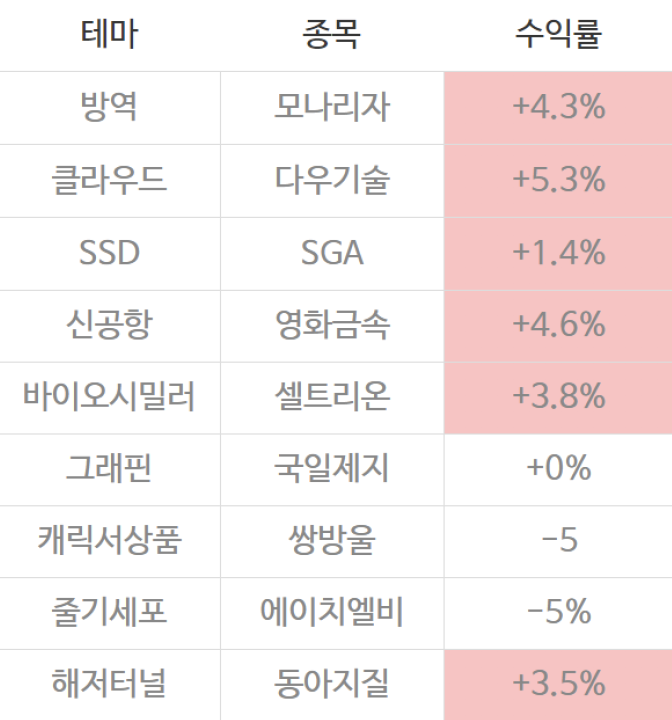 테마 종목 수익률
방역 모나리자 +4.3%
클라우드 다우기술 +5.3%
SSD SGA +1.4%
신공항 영화금속 +4.6%
바이오시밀러 셀트리온 +3.8%
그래핀 국일제지 +0%
캐릭서상품 쌍방울 -5
줄기세포 에이치엘비 -5%
해저터널 동아지질 +3.5%